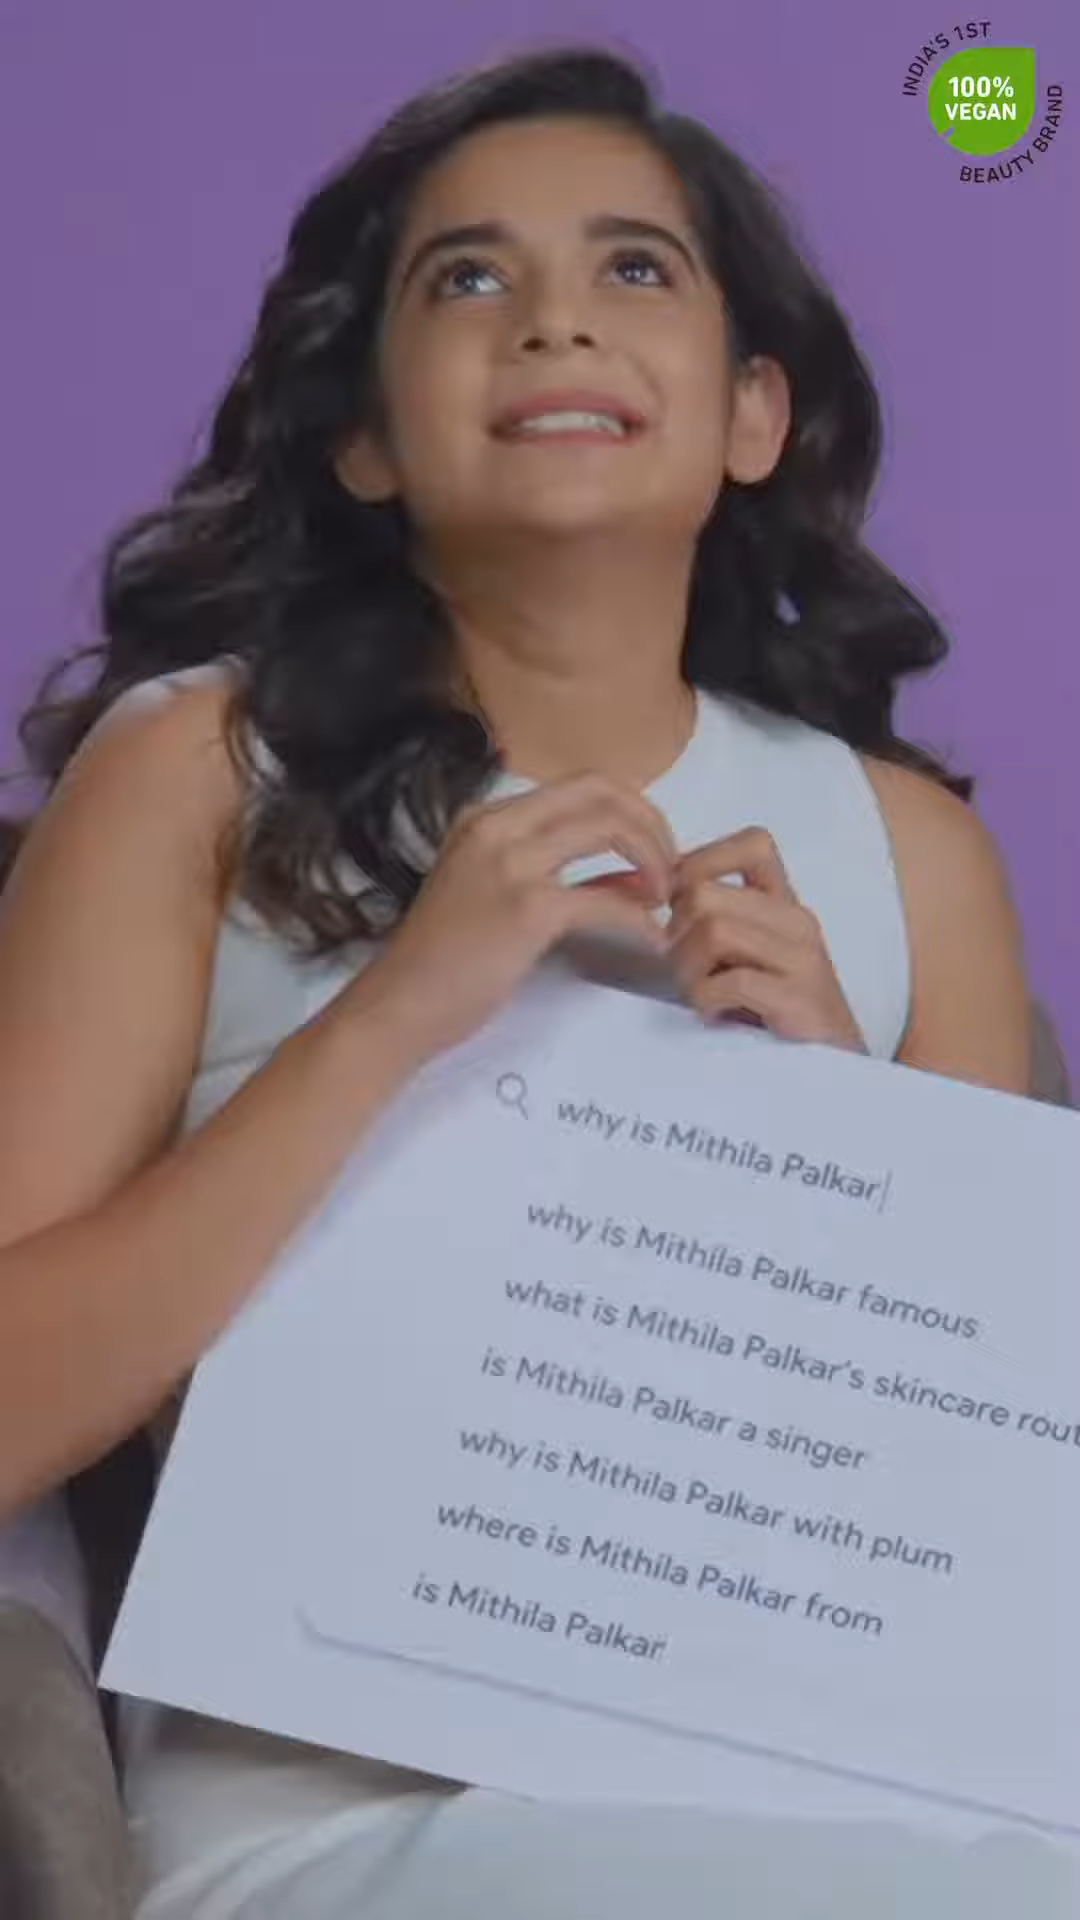 INDIA'S 1ST
100%
VEGAN
BEAUTY BRAND
why is Mithila Palkar
why is Mithila Palkar famous
what is Mithila Palkar's skincare rout
is Mithila Palkar a singer
why is Mithila Palkar with plum
where is Mithila Palkar from
is Mithila Palkar